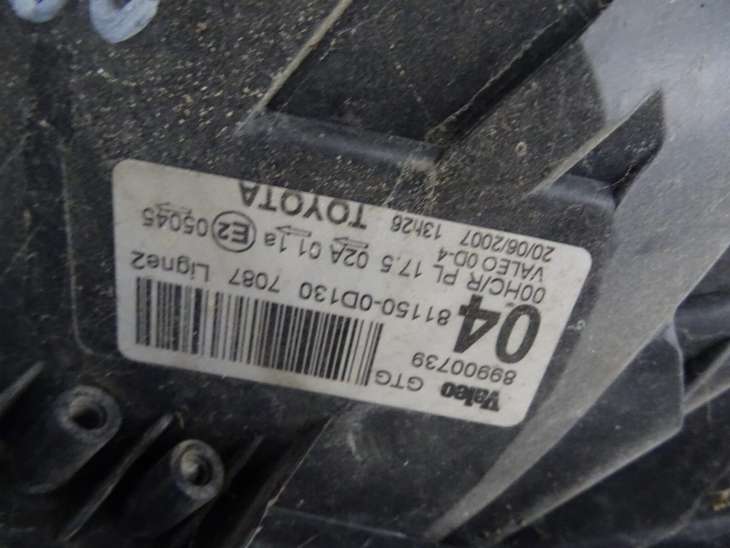 Valeo GTG
89900739
04 81150-0D130 7087 Ligne2
00HC/R PL 17.5 02A 01 1a E2 05045
VALEO 0D-4
20/06/2007 13h26 TOYOTA